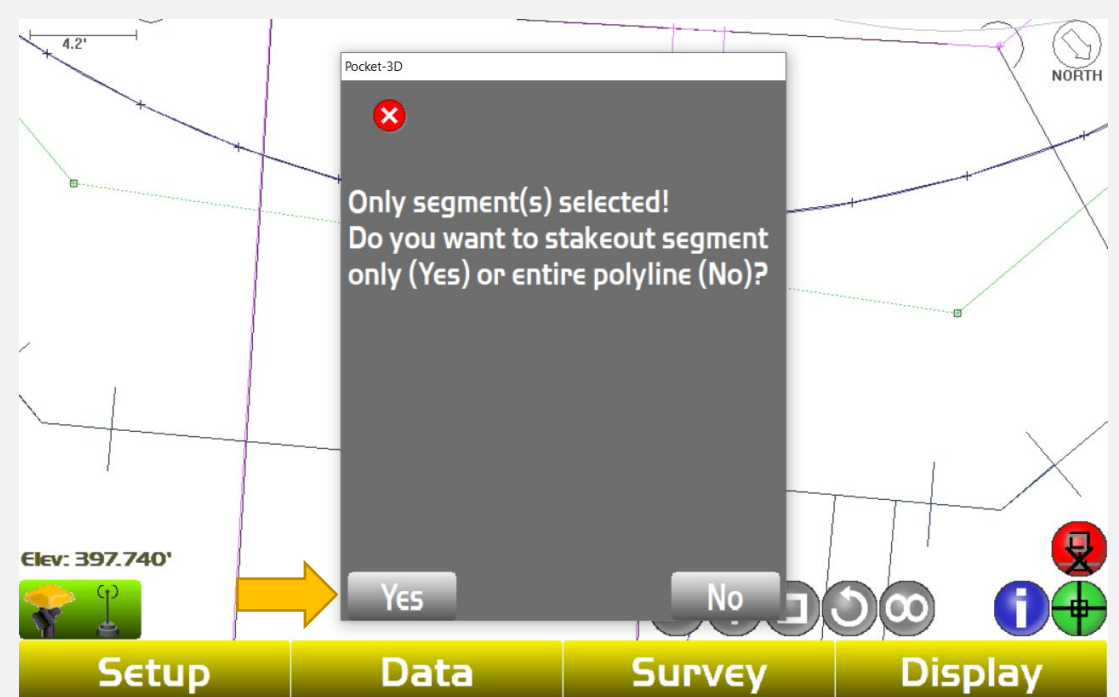 4.2'
NORTH
Pocket-3D
Only segment(s) selected!
Do you want to stakeout segment
only (Yes) or entire polyline (No)?
Elev: 397.740'
Yes
No
Setup
Data
Survey
Display